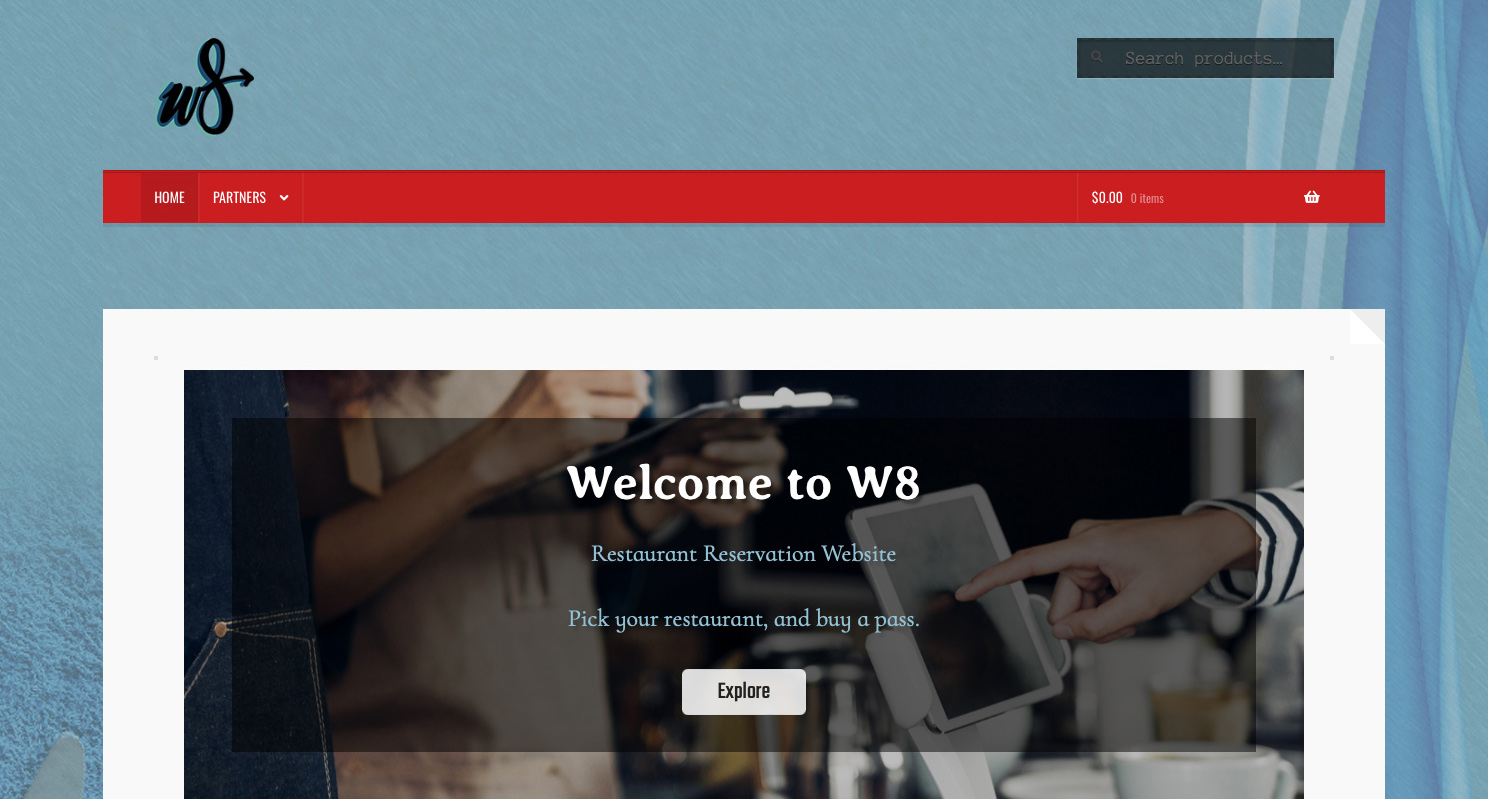 w8
Search products…
HOME
PARTNERS
$0.00 0 items
Welcome to W8
Restaurant Reservation Website
Pick your restaurant, and buy a pass.
Explore